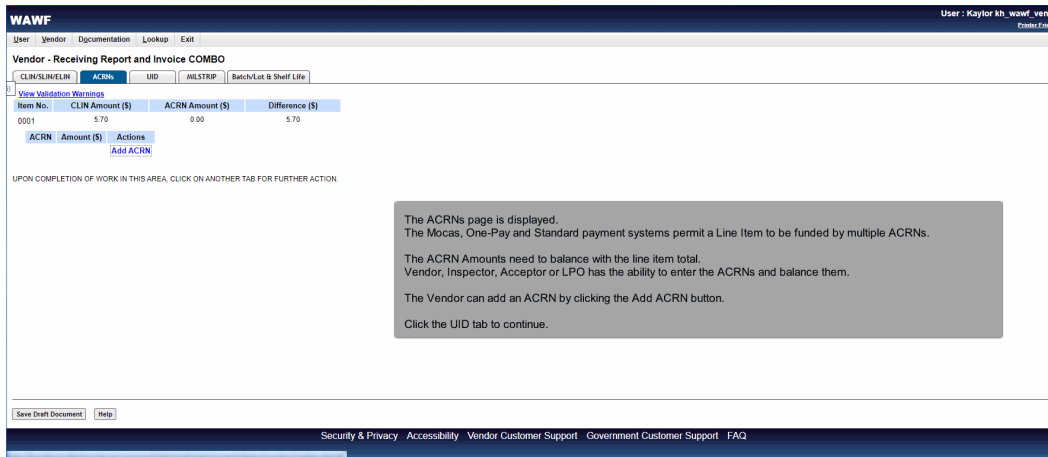 WAWF
User : Kaylor kh_wawf_ven
Printer Frie
User Vendor Documentation Lookup Exit
Vendor - Receiving Report and Invoice COMBO
CLIN/SLIN/ELIN ACRNs UID MILSTRIP Batch/Lot & Shelf Life
View Validation Warnings
Item No. CLIN Amount ($) ACRN Amount ($) Difference ($)
0001 5.70 0.00 5.70
ACRN Amount ($) Actions
Add ACRN
UPON COMPLETION OF WORK IN THIS AREA, CLICK ON ANOTHER TAB FOR FURTHER ACTION.
The ACRNs page is displayed.
The Mocas, One-Pay and Standard payment systems permit a Line Item to be funded by multiple ACRNs.
The ACRN Amounts need to balance with the line item total.
Vendor, Inspector, Acceptor or LPO has the ability to enter the ACRNs and balance them.
The Vendor can add an ACRN by clicking the Add ACRN button.
Click the UID tab to continue.
Save Draft Document Help
Security & Privacy Accessibility Vendor Customer Support Government Customer Support FAQ